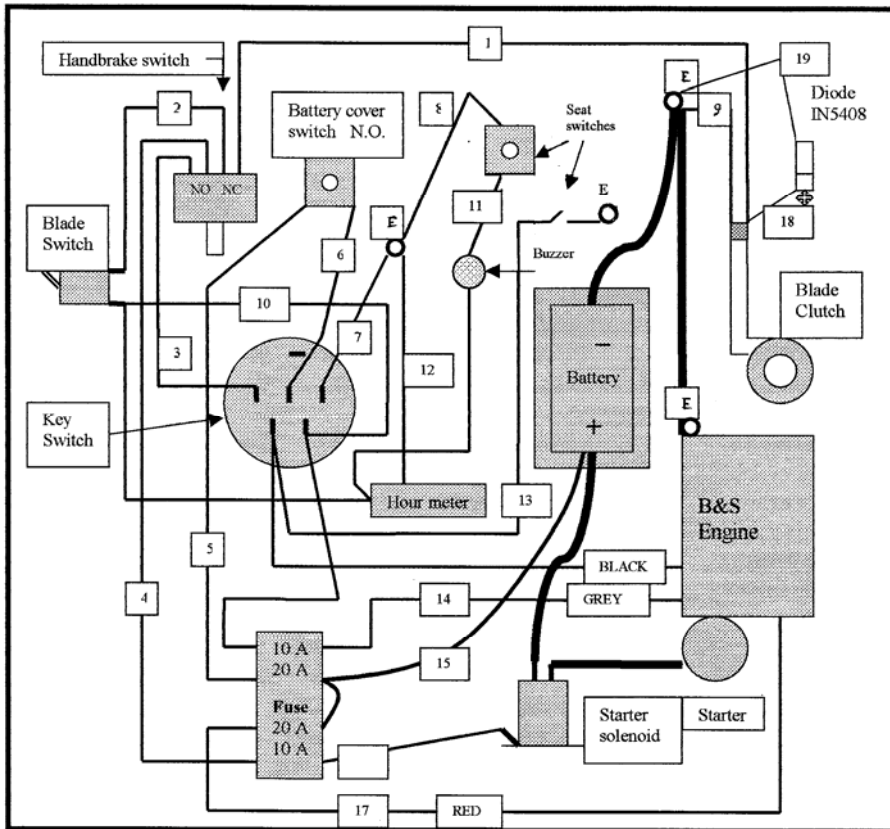 1
E
19
Handbrake switch
Diode
IN5408
2
Battery cover
switch N.O.
8
Seat
switches
9
NO NC
11
E
E
18
Blade
Switch
6
Buzzer
Blade
Clutch
10
7
–
3
12
Battery
+
E
Key
Switch
Hour meter
13
B&S
Engine
5
BLACK
4
14
GREY
10 A
20 A
15
Fuse
20 A
10 A
Starter
solenoid
Starter
17
RED